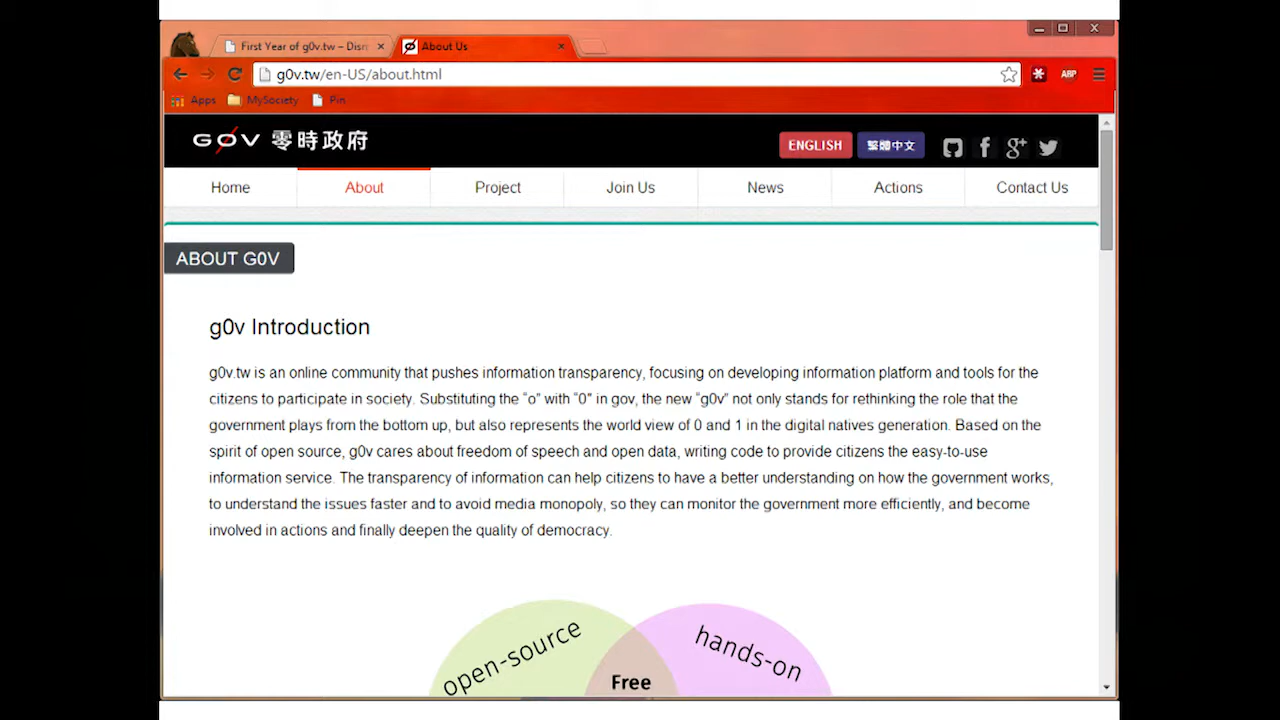 First Year of g0v.tw – Disr
About Us
g0v.tw/en-US/about.html
ABP
Apps
MySociety
Pin
G0V 零時政府
ENGLISH
繁體中文
Home
About
Project
Join Us
News
Actions
Contact Us
ABOUT G0V
g0v Introduction
g0v.tw is an online community that pushes information transparency, focusing on developing information platform and tools for the
citizens to participate in society. Substituting the “o” with “0” in gov, the new “g0v” not only stands for rethinking the role that the
government plays from the bottom up, but also represents the world view of 0 and 1 in the digital natives generation. Based on the
spirit of open source, g0v cares about freedom of speech and open data, writing code to provide citizens the easy-to-use
information service. The transparency of information can help citizens to have a better understanding on how the government works,
to understand the issues faster and to avoid media monopoly, so they can monitor the government more efficiently, and become
involved in actions and finally deepen the quality of democracy.
open-source
hands-on
Free